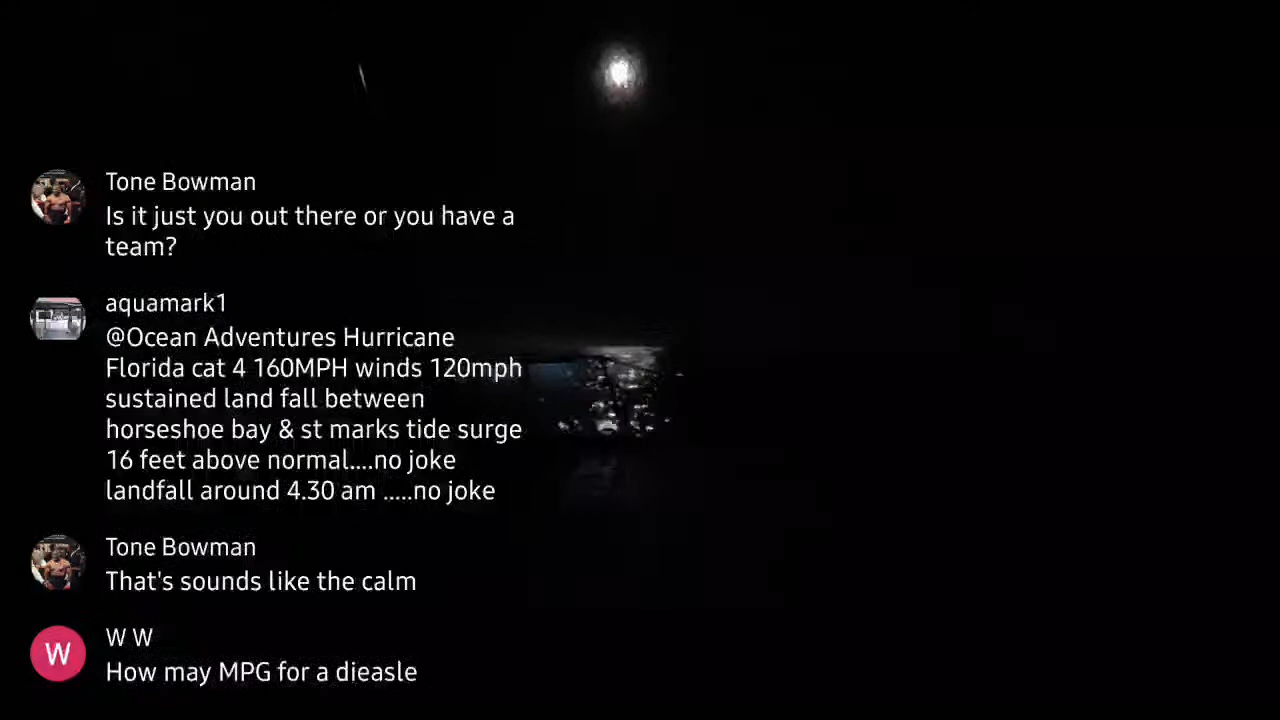 Tone Bowman
Is it just you out there or you have a
team?
aquamark1
@Ocean Adventures Hurricane
Florida cat 4 160MPH winds 120mph
sustained land fall between
horseshoe bay & st marks tide surge
16 feet above normal....no joke
landfall around 4.30 am .....no joke
Tone Bowman
That's sounds like the calm
W W
W
How may MPG for a dieasle